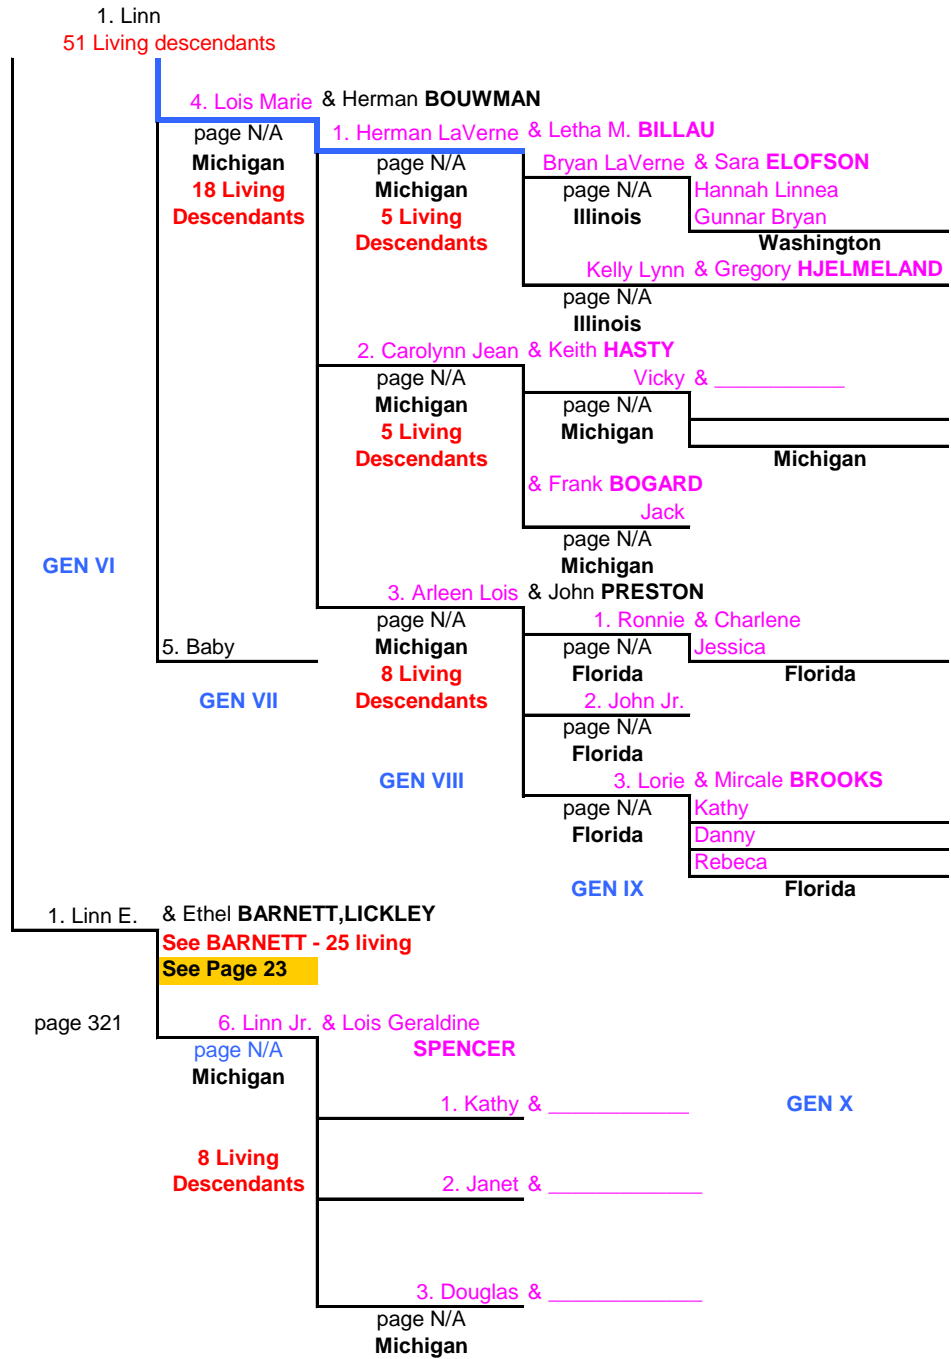 1. Linn
51 Living descendants
4. Lois Marie & Herman BOUWMAN
page N/A 1. Herman LaVerne & Letha M. BILLAU
Michigan page N/A Bryan LaVerne & Sara ELOFSON
18 Living Michigan page N/A Hannah Linnea
Descendants 5 Living Illinois Gunnar Bryan
Descendants Washington
Kelly Lynn & Gregory HJELMELAND
page N/A
Illinois
2. Carolynn Jean & Keith HASTY
page N/A Vicky & ___________
Michigan page N/A
5 Living Michigan
Descendants Michigan
& Frank BOGARD
Jack
page N/A
GEN VI Michigan
3. Arleen Lois & John PRESTON
page N/A 1. Ronnie & Charlene
5. Baby Michigan page N/A Jessica
8 Living Florida Florida
GEN VII Descendants 2. John Jr.
page N/A
Florida
GEN VIII 3. Lorie & Mircale BROOKS
page N/A Kathy
Florida Danny
Rebeca
GEN IX Florida
1. Linn E. & Ethel BARNETT,LICKLEY
See BARNETT - 25 living
See Page 23
page 321 6. Linn Jr. & Lois Geraldine
page N/A SPENCER
Michigan
1. Kathy & ____________ GEN X
8 Living
Descendants 2. Janet & _____________
3. Douglas & _____________
page N/A
Michigan